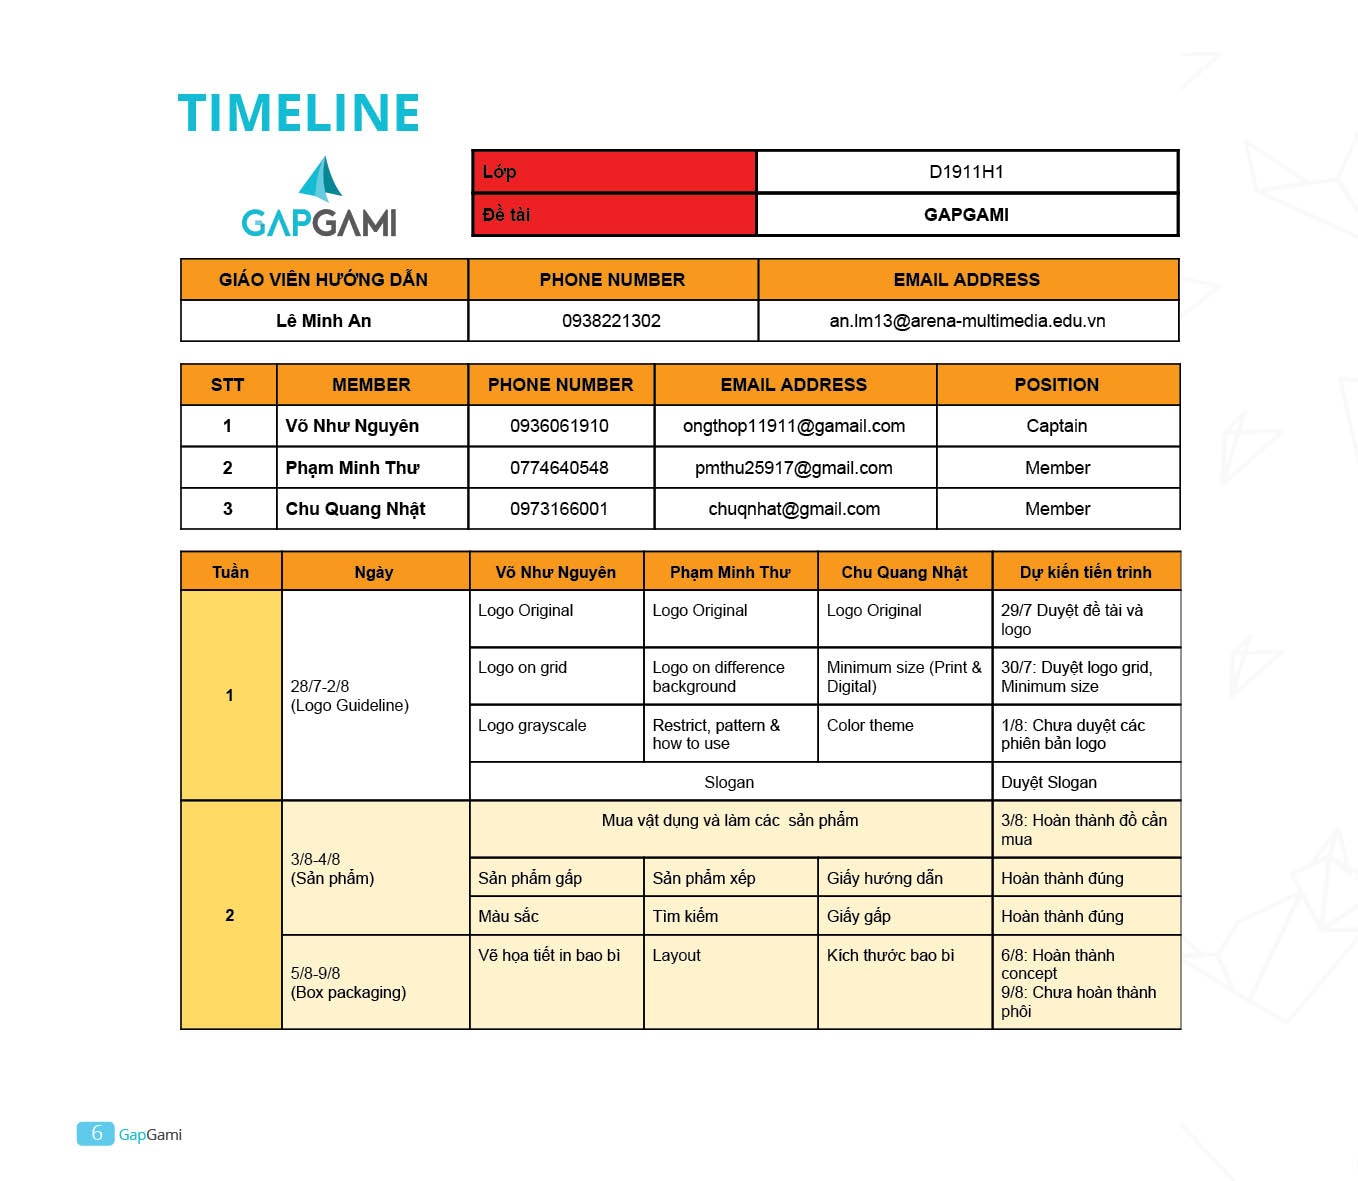 TIMELINE
GAPGAMI
Lớp D1911H1
Đề tài GAPGAMI
GIÁO VIÊN HƯỚNG DẪN PHONE NUMBER EMAIL ADDRESS
Lê Minh An 0938221302 an.lm13@arena-multimedia.edu.vn
STT MEMBER PHONE NUMBER EMAIL ADDRESS POSITION
1 Võ Như Nguyên 0936061910 ongthop11911@gamail.com Captain
2 Phạm Minh Thư 0774640548 pmthu25917@gmail.com Member
3 Chu Quang Nhật 0973166001 chuqnhat@gmail.com Member
Tuần Ngày Võ Như Nguyên Phạm Minh Thư Chu Quang Nhật Dự kiến tiến trình
1
28/7-2/8
(Logo Guideline)
Logo Original
Logo Original
Logo Original
29/7 Duyệt đề tài và
logo
Logo on grid
Logo on difference
background
Minimum size (Print &
Digital)
30/7: Duyệt logo grid,
Minimum size
Logo grayscale
Restrict, pattern &
how to use
Color theme
1/8: Chưa duyệt các
phiên bản logo
Slogan
Duyệt Slogan
2
3/8-4/8
(Sản phẩm)
Mua vật dụng và làm các sản phẩm
3/8: Hoàn thành đồ cần
mua
Sản phẩm gấp
Sản phẩm xếp
Giấy hướng dẫn
Hoàn thành đúng
Màu sắc
Tìm kiếm
Giấy gấp
Hoàn thành đúng
5/8-9/8
(Box packaging)
Vẽ họa tiết in bao bì
Layout
Kích thước bao bì
6/8: Hoàn thành
concept
9/8: Chưa hoàn thành
phôi
6 GapGami